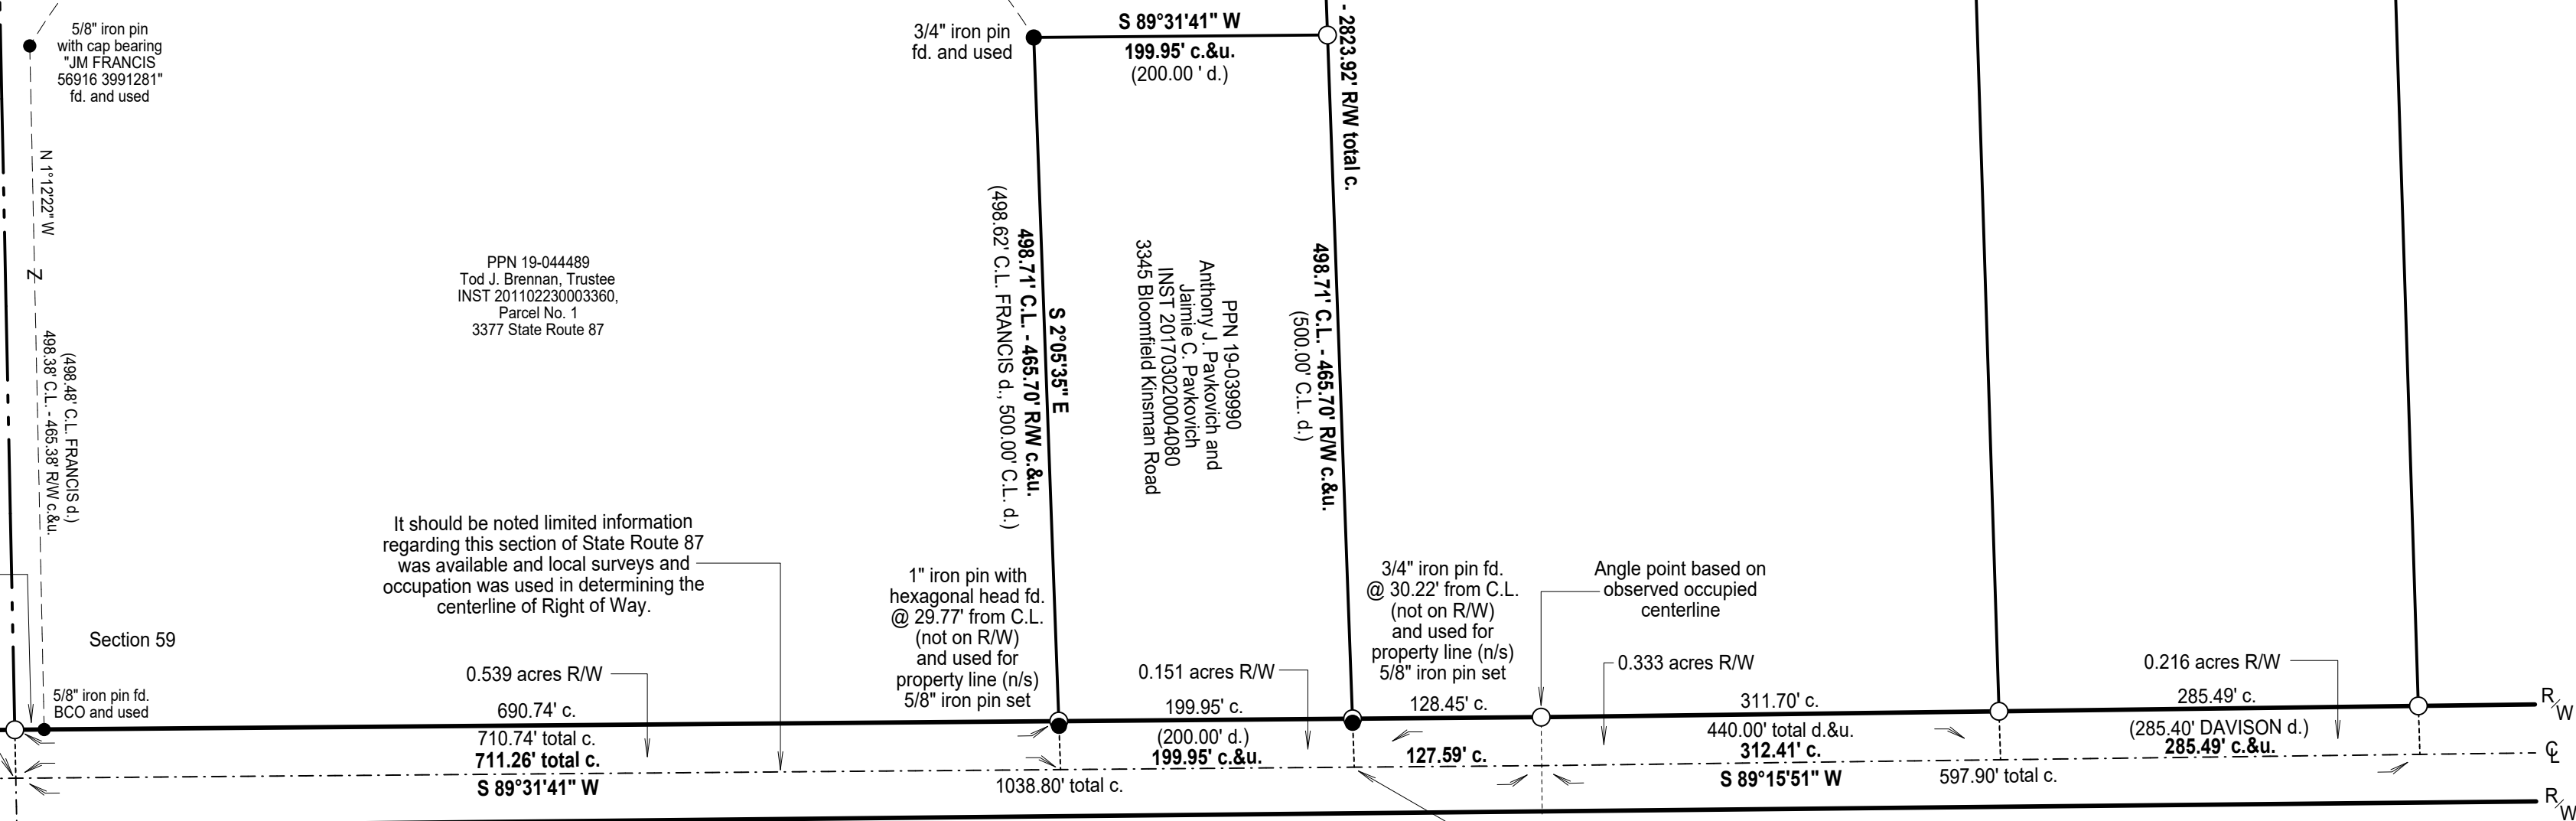 5/8" iron pin
with cap bearing
"JM FRANCIS
56916 3991281"
fd. and used
N 1°12'22" W
Z
(498.48' C.L. FRANCIS d.)
498.38' C.L. - 465.38' R/W c.&u.
PPN 19-044489
Tod J. Brennan, Trustee
INST 201102230003360,
Parcel No. 1
3377 State Route 87
It should be noted limited information
regarding this section of State Route 87
was available and local surveys and
occupation was used in determining the
centerline of Right of Way.
Section 59
5/8" iron pin fd.
BCO and used
0.539 acres R/W
690.74' c.
710.74' total c.
711.26' total c.
S 89°31'41" W
3/4" iron pin
fd. and used
S 89°31'41" W
199.95' c.&u.
(200.00 ' d.)
- 2823.92' R/W total c.
S 2°05'35" E
498.71' C.L. - 465.70' R/W c.&u.
(498.62' C.L. FRANCIS d., 500.00' C.L. d.)
PPN 19-039990
Anthony J. Pavkovich and
Jaimie C. Pavkovich
INST 201703020004080
3345 Bloomfield Kinsman Road
498.71' C.L. - 465.70' R/W c.&u.
(500.00' C.L. d.)
1" iron pin with
hexagonal head fd.
@ 29.77' from C.L.
(not on R/W)
and used for
property line (n/s)
5/8" iron pin set
0.151 acres R/W
199.95' c.
(200.00' d.)
199.95' c.&u.
1038.80' total c.
3/4" iron pin fd.
@ 30.22' from C.L.
(not on R/W)
and used for
property line (n/s)
5/8" iron pin set
128.45' c.
127.59' c.
Angle point based on
observed occupied
centerline
0.333 acres R/W
311.70' c.
440.00' total d.&u.
312.41' c.
S 89°15'51" W
597.90' total c.
0.216 acres R/W
285.49' c.
(285.40' DAVISON d.)
285.49' c.&u.
R/W
CL
R/W